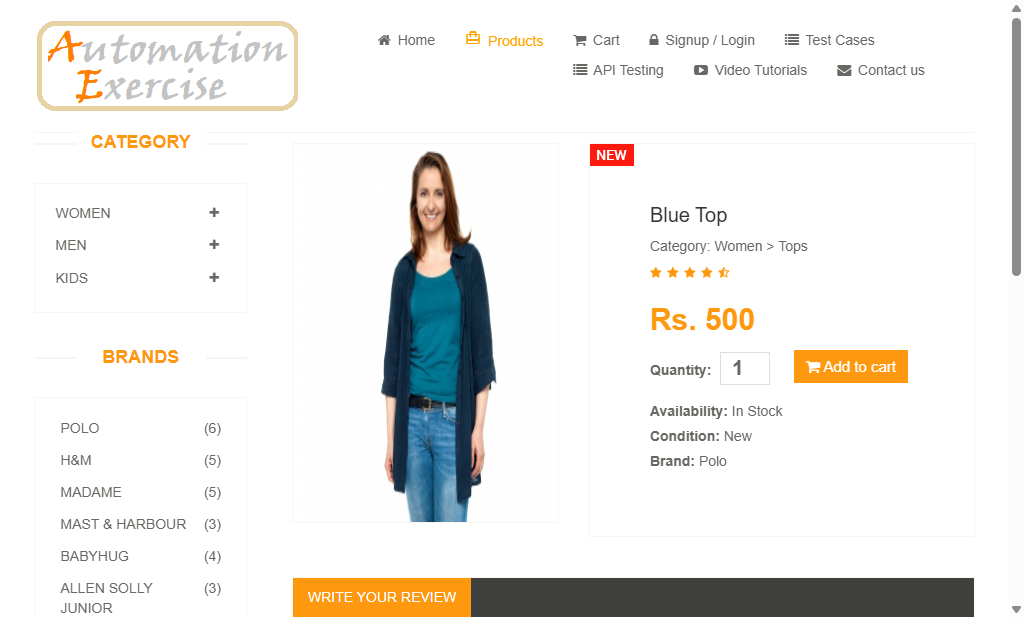 Automation
Exercise
Home
Products
Cart
Signup / Login
Test Cases
API Testing
Video Tutorials
Contact us
CATEGORY
WOMEN
MEN
KIDS
BRANDS
POLO (6)
H&M (5)
MADAME (5)
MAST & HARBOUR (3)
BABYHUG (4)
ALLEN SOLLY (3)
JUNIOR
NEW
Blue Top
Category: Women > Tops
Rs. 500
Quantity: 1
Add to cart
Availability: In Stock
Condition: New
Brand: Polo
WRITE YOUR REVIEW